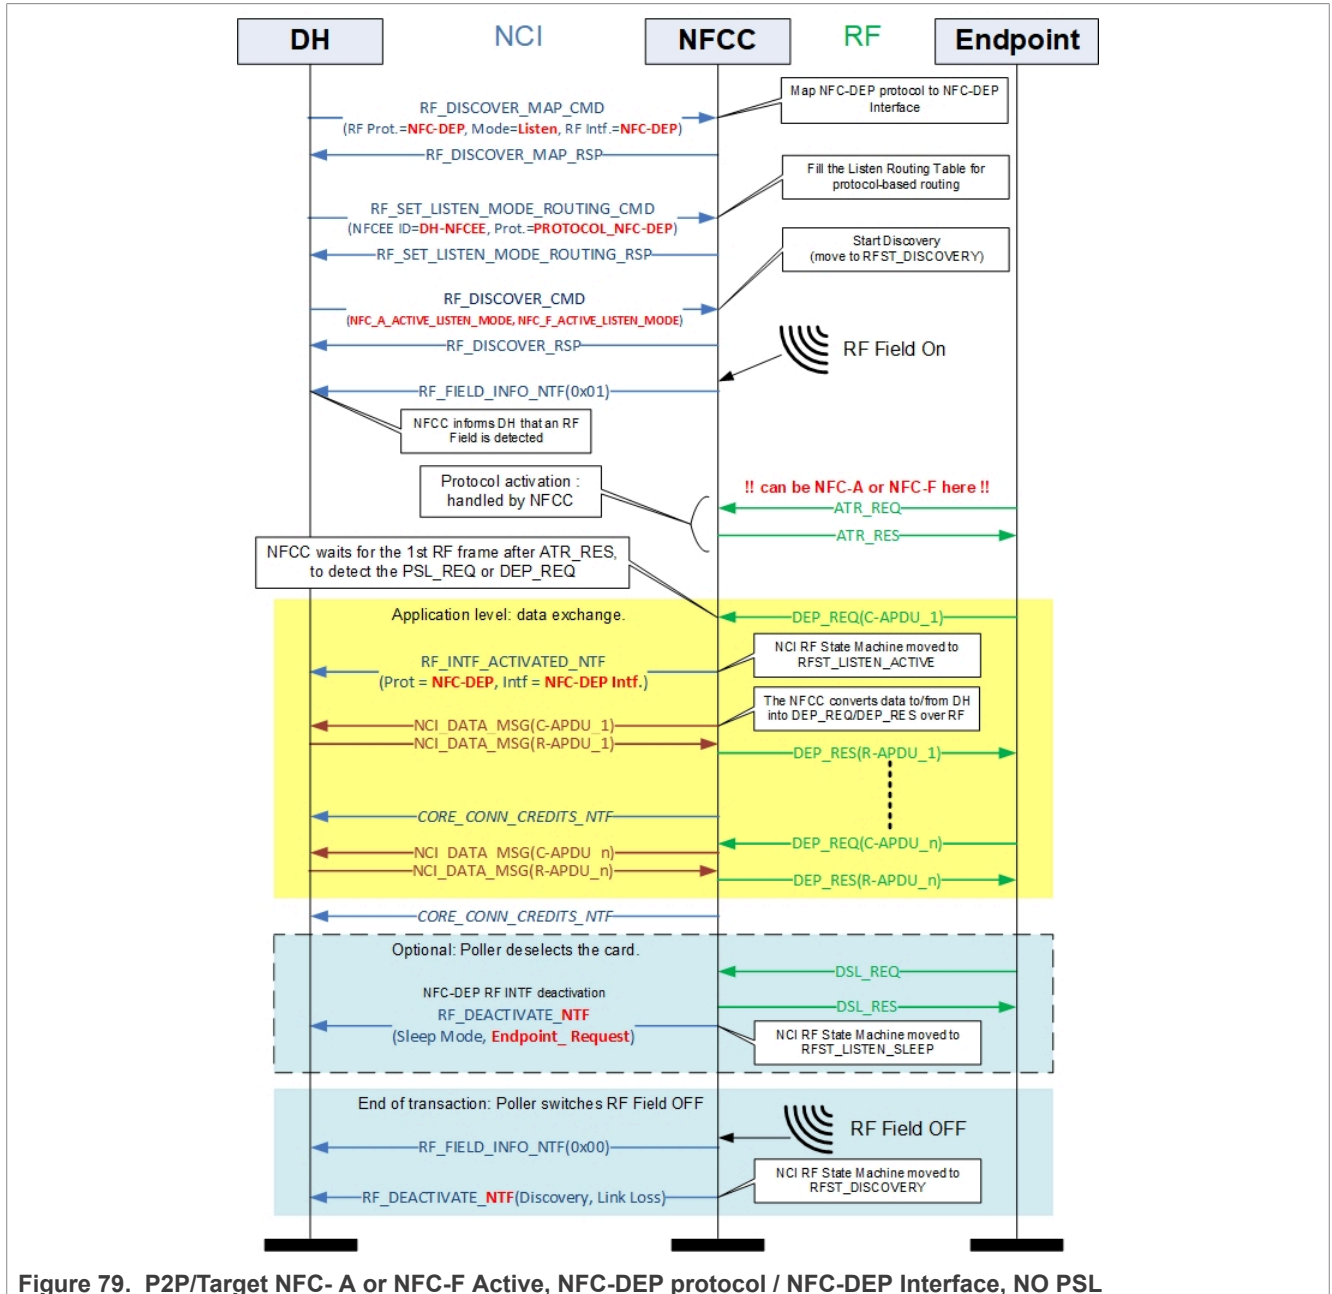 DH
NCI
NFCC
RF
Endpoint
Map NFC-DEP protocol to NFC-DEP
Interface
RF_DISCOVER_MAP_CMD
(RF Prot.=NFC-DEP, Mode=Listen, RF Intf.=NFC-DEP)
RF_DISCOVER_MAP_RSP
Fill the Listen Routing Table for
protocol-based routing
RF_SET_LISTEN_MODE_ROUTING_CMD
(NFCEE ID=DH-NFCEE, Prot.=PROTOCOL_NFC-DEP)
RF_SET_LISTEN_MODE_ROUTING_RSP
Start Discovery
(move to RFST_DISCOVERY)
RF_DISCOVER_CMD
(NFC_A_ACTIVE_LISTEN_MODE, NFC_F_ACTIVE_LISTEN_MODE)
RF_DISCOVER_RSP
RF Field On
RF_FIELD_INFO_NTF(0x01)
NFCC informs DH that an RF
Field is detected
Protocol activation :
handled by NFCC
!! can be NFC-A or NFC-F here !!
ATR_REQ
ATR_RES
NFCC waits for the 1st RF frame after ATR_RES,
to detect the PSL_REQ or DEP_REQ
Application level: data exchange.
DEP_REQ(C-APDU_1)
RF_INTF_ACTIVATED_NTF
(Prot = NFC-DEP, Intf = NFC-DEP Intf.)
NCI RF State Machine moved to
RFST_LISTEN_ACTIVE
The NFCC converts data to/from DH
into DEP_REQ/DEP_RES over RF
NCI_DATA_MSG(C-APDU_1)
NCI_DATA_MSG(R-APDU_1)
DEP_RES(R-APDU_1)
CORE_CONN_CREDITS_NTF
DEP_REQ(C-APDU_n)
NCI_DATA_MSG(C-APDU_n)
NCI_DATA_MSG(R-APDU_n)
DEP_RES(R-APDU_n)
CORE_CONN_CREDITS_NTF
Optional: Poller deselects the card.
DSL_REQ
NFC-DEP RF INTF deactivation
DSL_RES
RF_DEACTIVATE_NTF
(Sleep Mode, Endpoint_ Request)
NCI RF State Machine moved to
RFST_LISTEN_SLEEP
End of transaction: Poller switches RF Field OFF
RF Field OFF
RF_FIELD_INFO_NTF(0x00)
NCI RF State Machine moved to
RFST_DISCOVERY
RF_DEACTIVATE_NTF(Discovery, Link Loss)
Figure 79. P2P/Target NFC- A or NFC-F Active, NFC-DEP protocol / NFC-DEP Interface, NO PSL